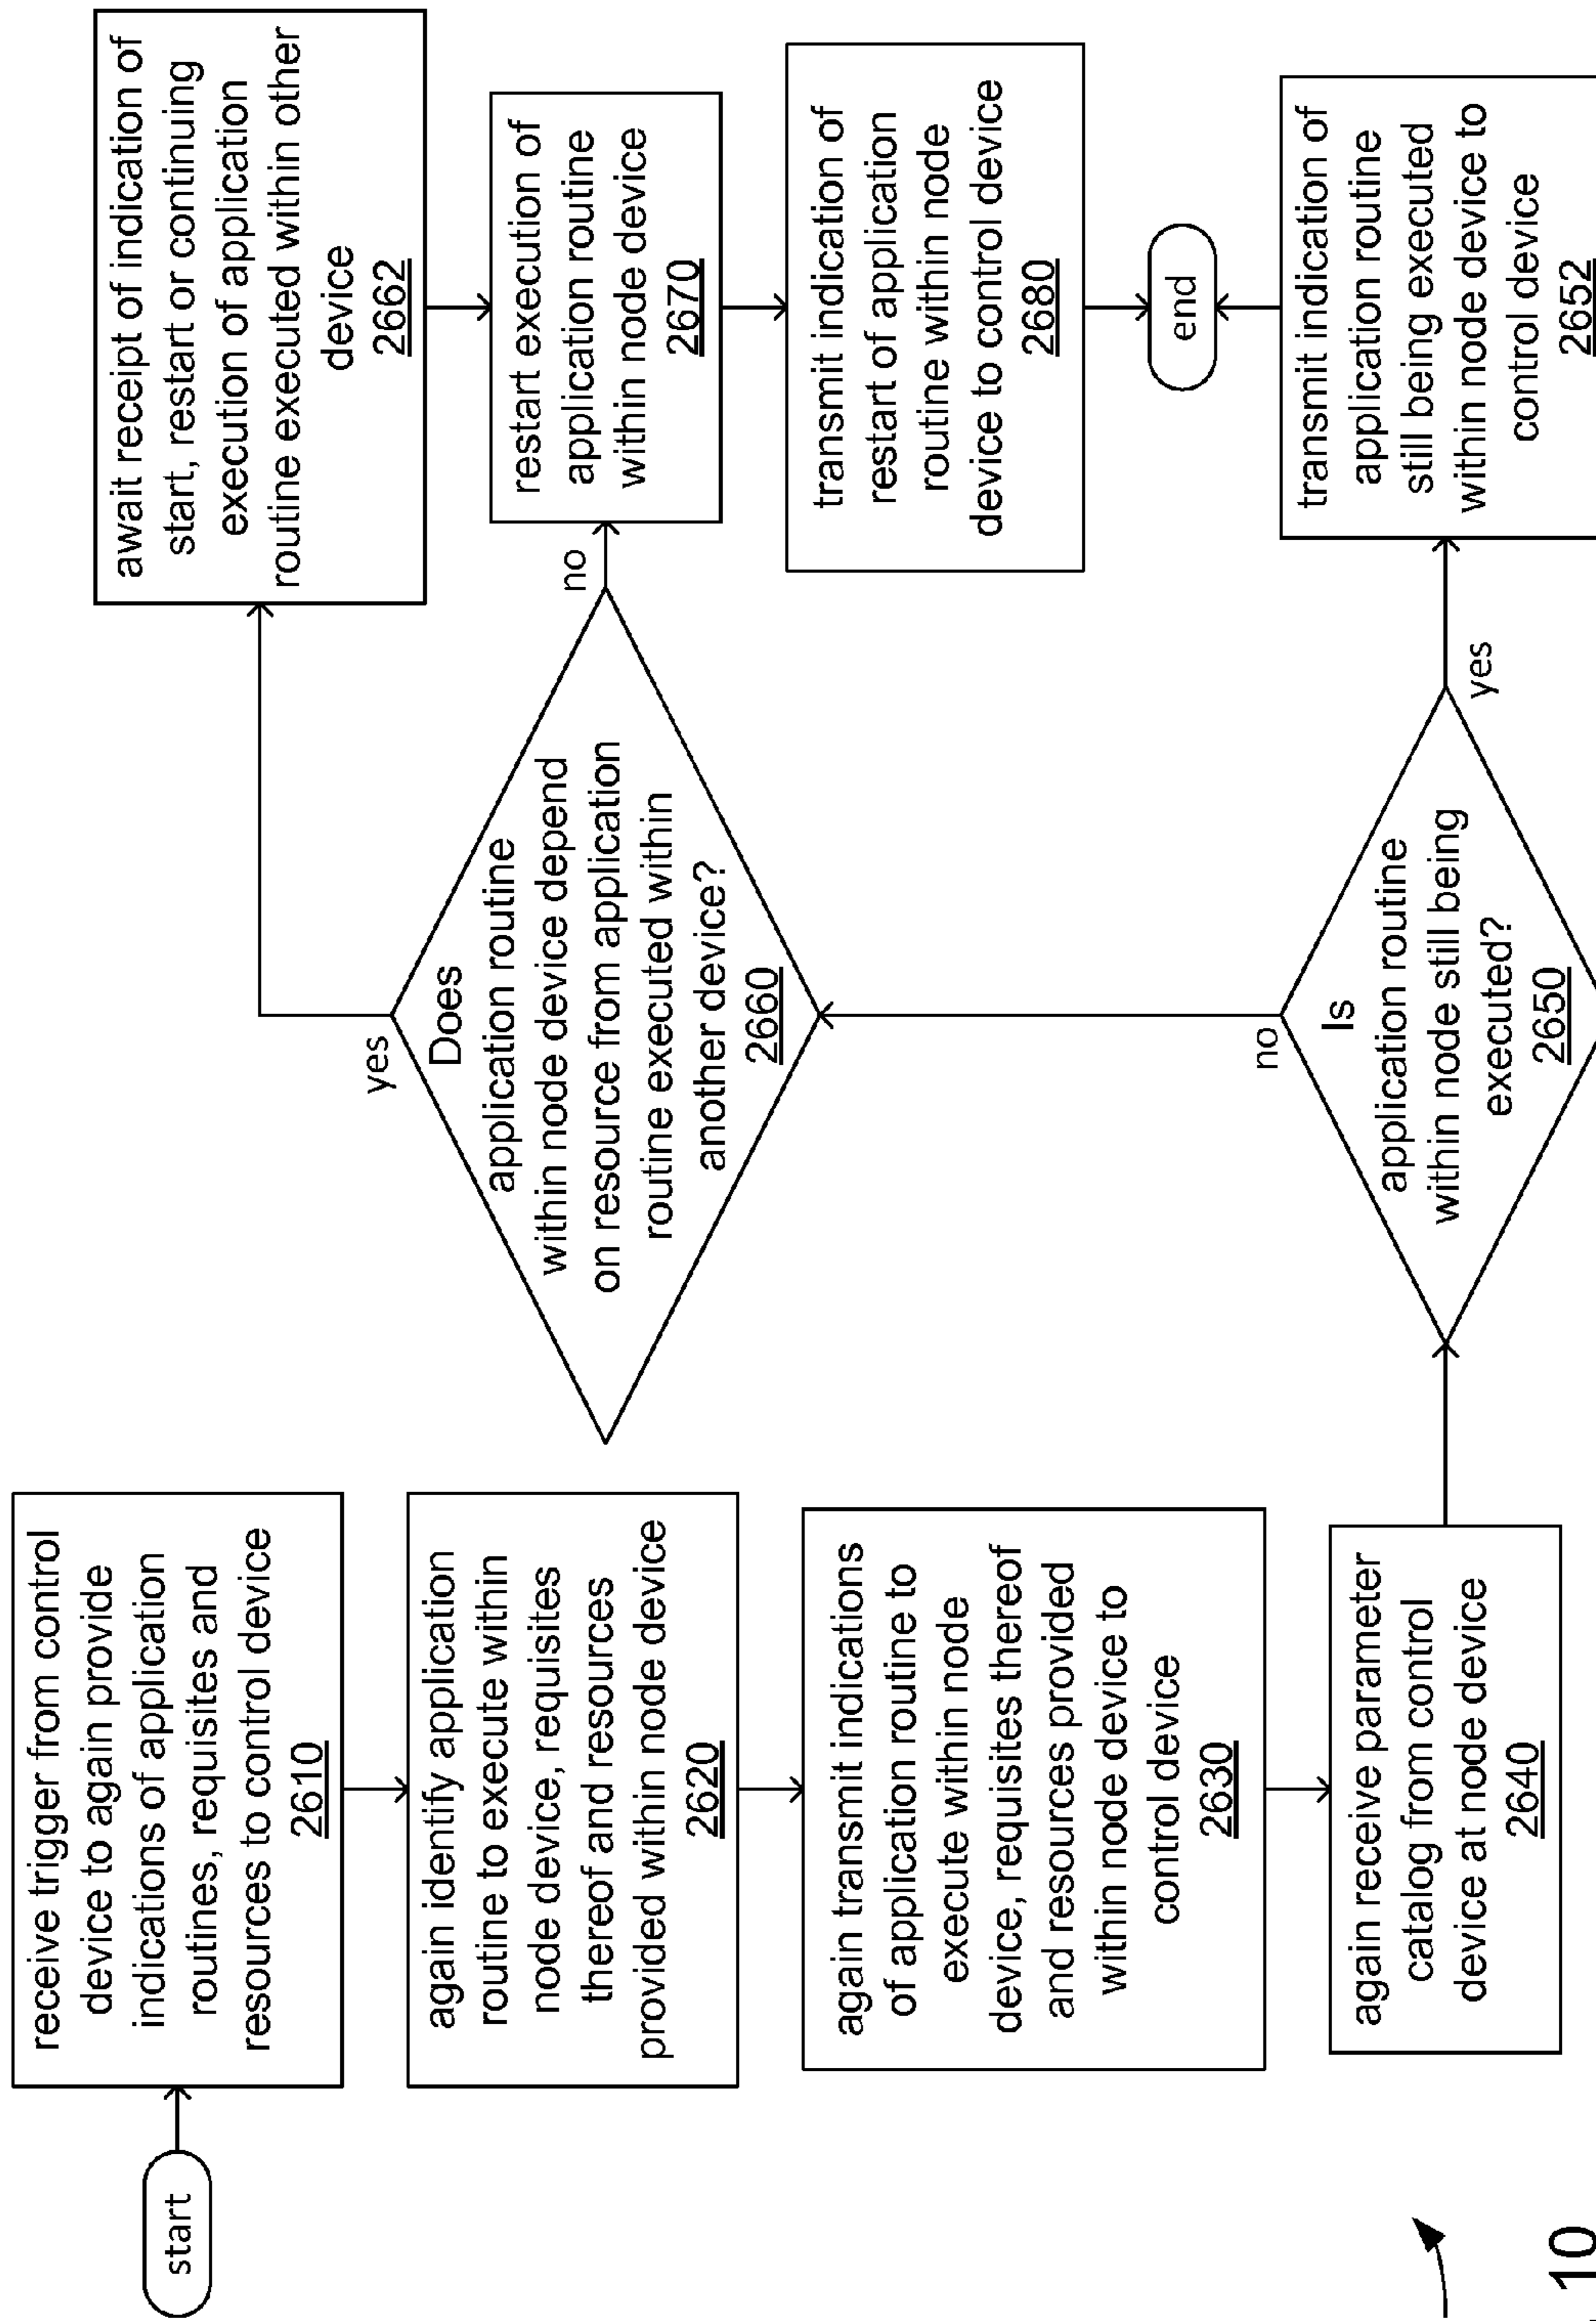 start
receive trigger from control
device to again provide
indications of application
routines, requisites and
resources to control device
2610
again identify application
routine to execute within
node device, requisites
thereof and resources
provided within node device
2620
again transmit indications
of application routine to
execute within node
device, requisites thereof
and resources provided
within node device to
control device
2630
again receive parameter
catalog from control
device at node device
2640
Is
application routine
within node still being
executed?
2650
no
yes
transmit indication of
application routine
still being executed
within node device to
control device
2652
Does
application routine
within node device depend
on resource from application
routine executed within
another device?
2660
yes
no
await receipt of indication of
start, restart or continuing
execution of application
routine executed within other
device
2662
restart execution of
application routine
within node device
2670
transmit indication of
restart of application
routine within node
device to control device
2680
end
10